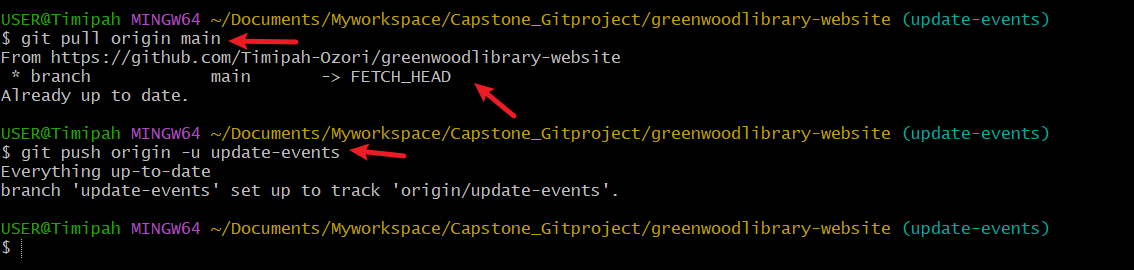 USER@Timipah MINGW64 ~/Documents/Myworkspace/Capstone_Gitproject/greenwoodlibrary-website (update-events)
$ git pull origin main
From https://github.com/Timipah-Ozori/greenwoodlibrary-website
 * branch            main       -> FETCH_HEAD
Already up to date.
USER@Timipah MINGW64 ~/Documents/Myworkspace/Capstone_Gitproject/greenwoodlibrary-website (update-events)
$ git push origin -u update-events
Everything up-to-date
branch 'update-events' set up to track 'origin/update-events'.
USER@Timipah MINGW64 ~/Documents/Myworkspace/Capstone_Gitproject/greenwoodlibrary-website (update-events)
$